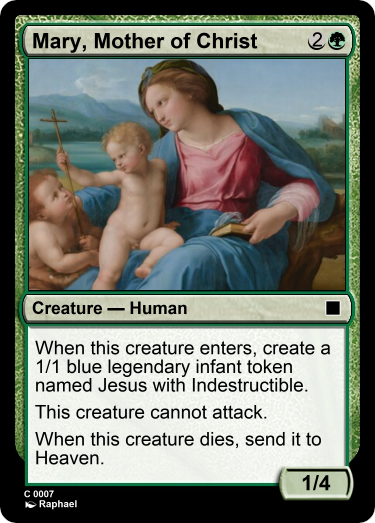 Mary, Mother of Christ 2
Creature — Human
When this creature enters, create a
1/1 blue legendary infant token
named Jesus with Indestructible.
This creature cannot attack.
When this creature dies, send it to
Heaven.
1/4
C 0007
Raphael